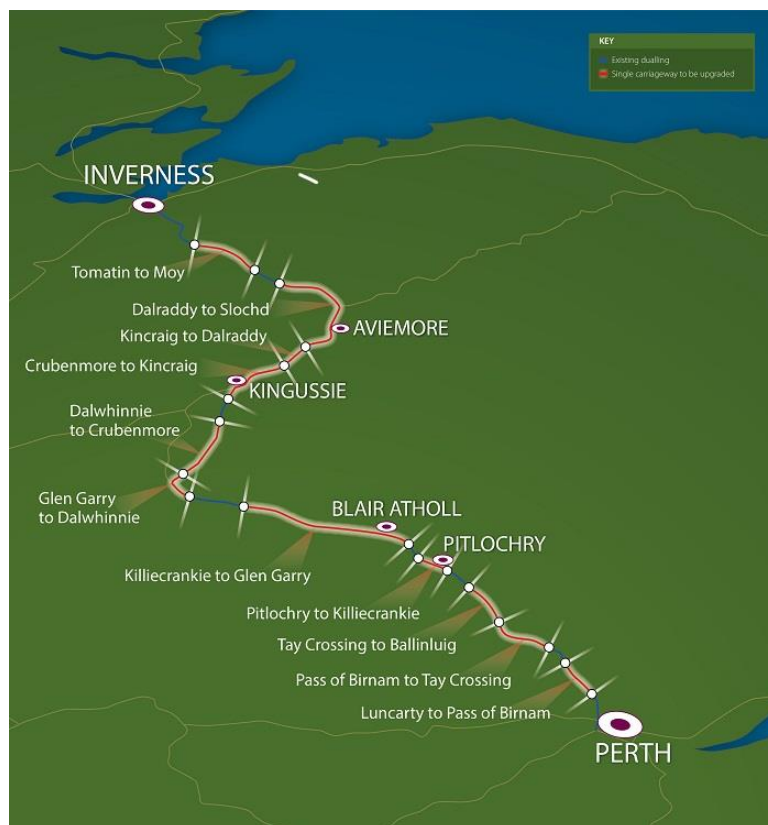 KEY
Existing dualling
Single carriageway to be upgraded
INVERNESS
Tomatin to Moy
Dalraddy to Slochd
AVIEMORE
Kincraig to Dalraddy
Crubenmore to Kincraig
KINGUSSIE
Dalwhinnie
to Crubenmore
Glen Garry
to Dalwhinnie
BLAIR ATHOLL
PITLOCHRY
Killiecrankie to Glen Garry
Pitlochry to Killiecrankie
Tay Crossing to Ballinluig
Pass of Birnam to Tay Crossing
Luncarty to Pass of Birnam
PERTH